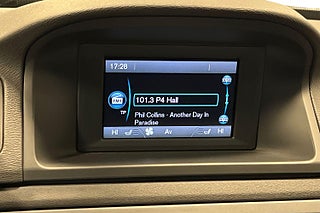 17:28
FM1
101.3 P4 Hall
TP
Phil Collins - Another Day In
Paradise
HI Av HI